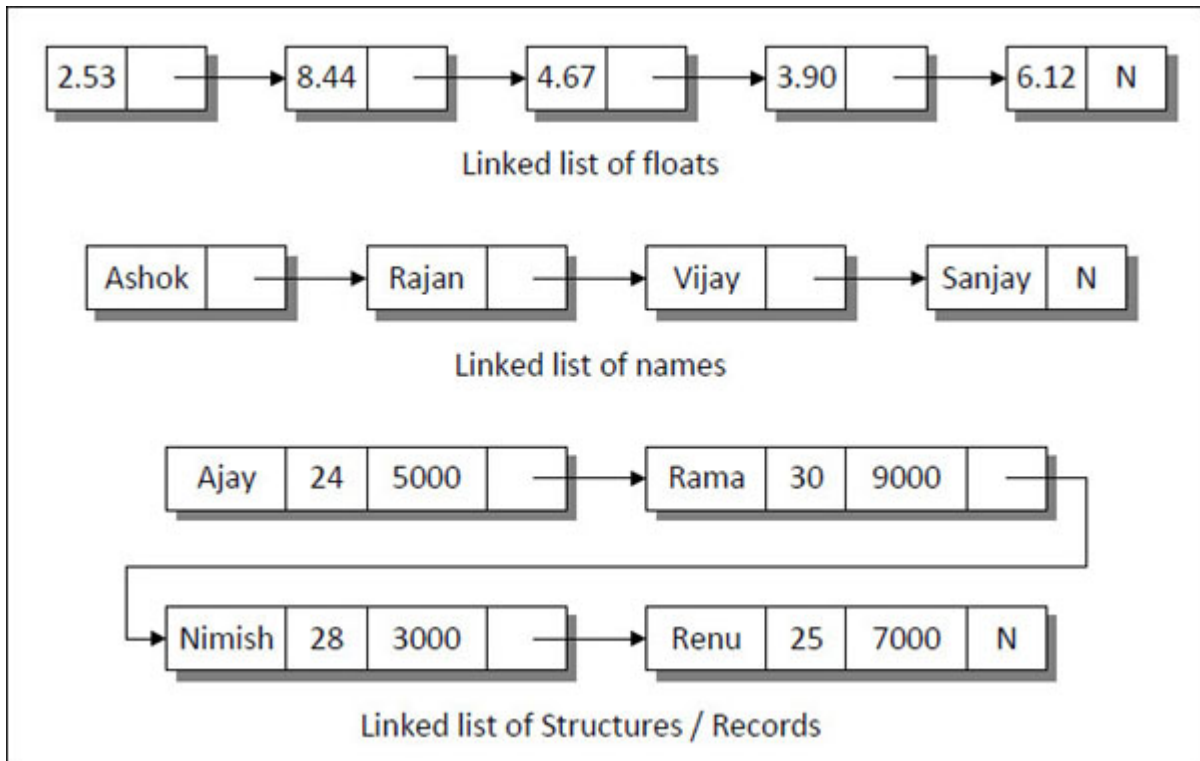 2.53 8.44 4.67 3.90 6.12 N
Linked list of floats
Ashok Rajan Vijay Sanjay N
Linked list of names
Ajay 24 5000 Rama 30 9000
Nimish 28 3000 Renu 25 7000 N
Linked list of Structures / Records